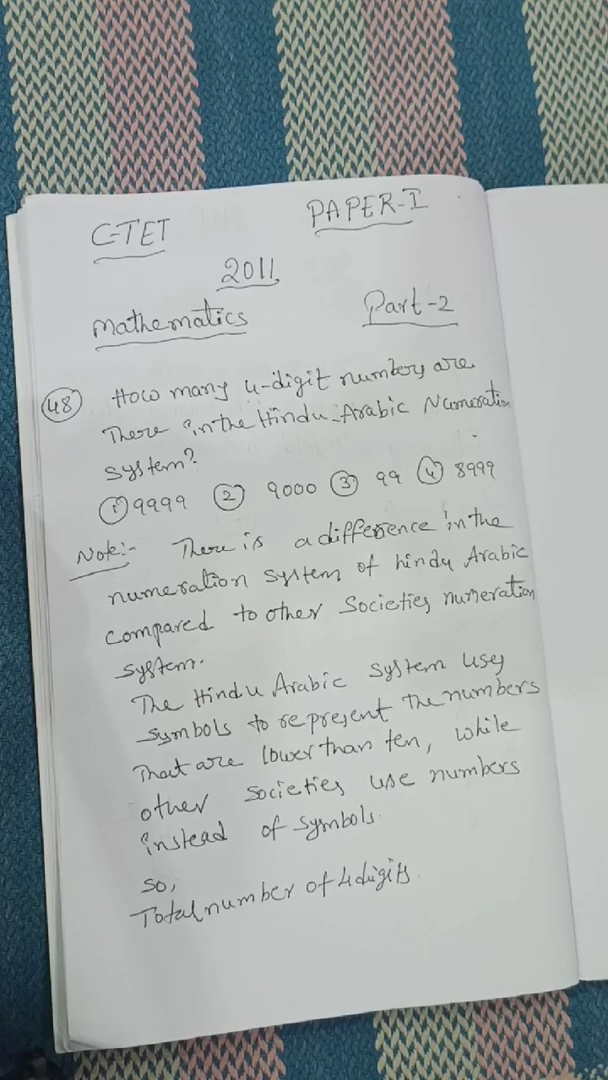 C-TET PAPER-I
2011
Mathematics Part-2
48 How many 4-digit numbers are
There in the Hindu-Arabic Numeration
system?
① 9999 ② 9000 ③ 99 ④ 8999
Note:- There is a difference in the
numeration system of hindu Arabic
compared to other Societies numeration
system.
The Hindu Arabic system uses
symbols to represent the numbers
That are lower than ten, while
other societies use numbers
instead of symbols.
So,
Total number of 4 digits.